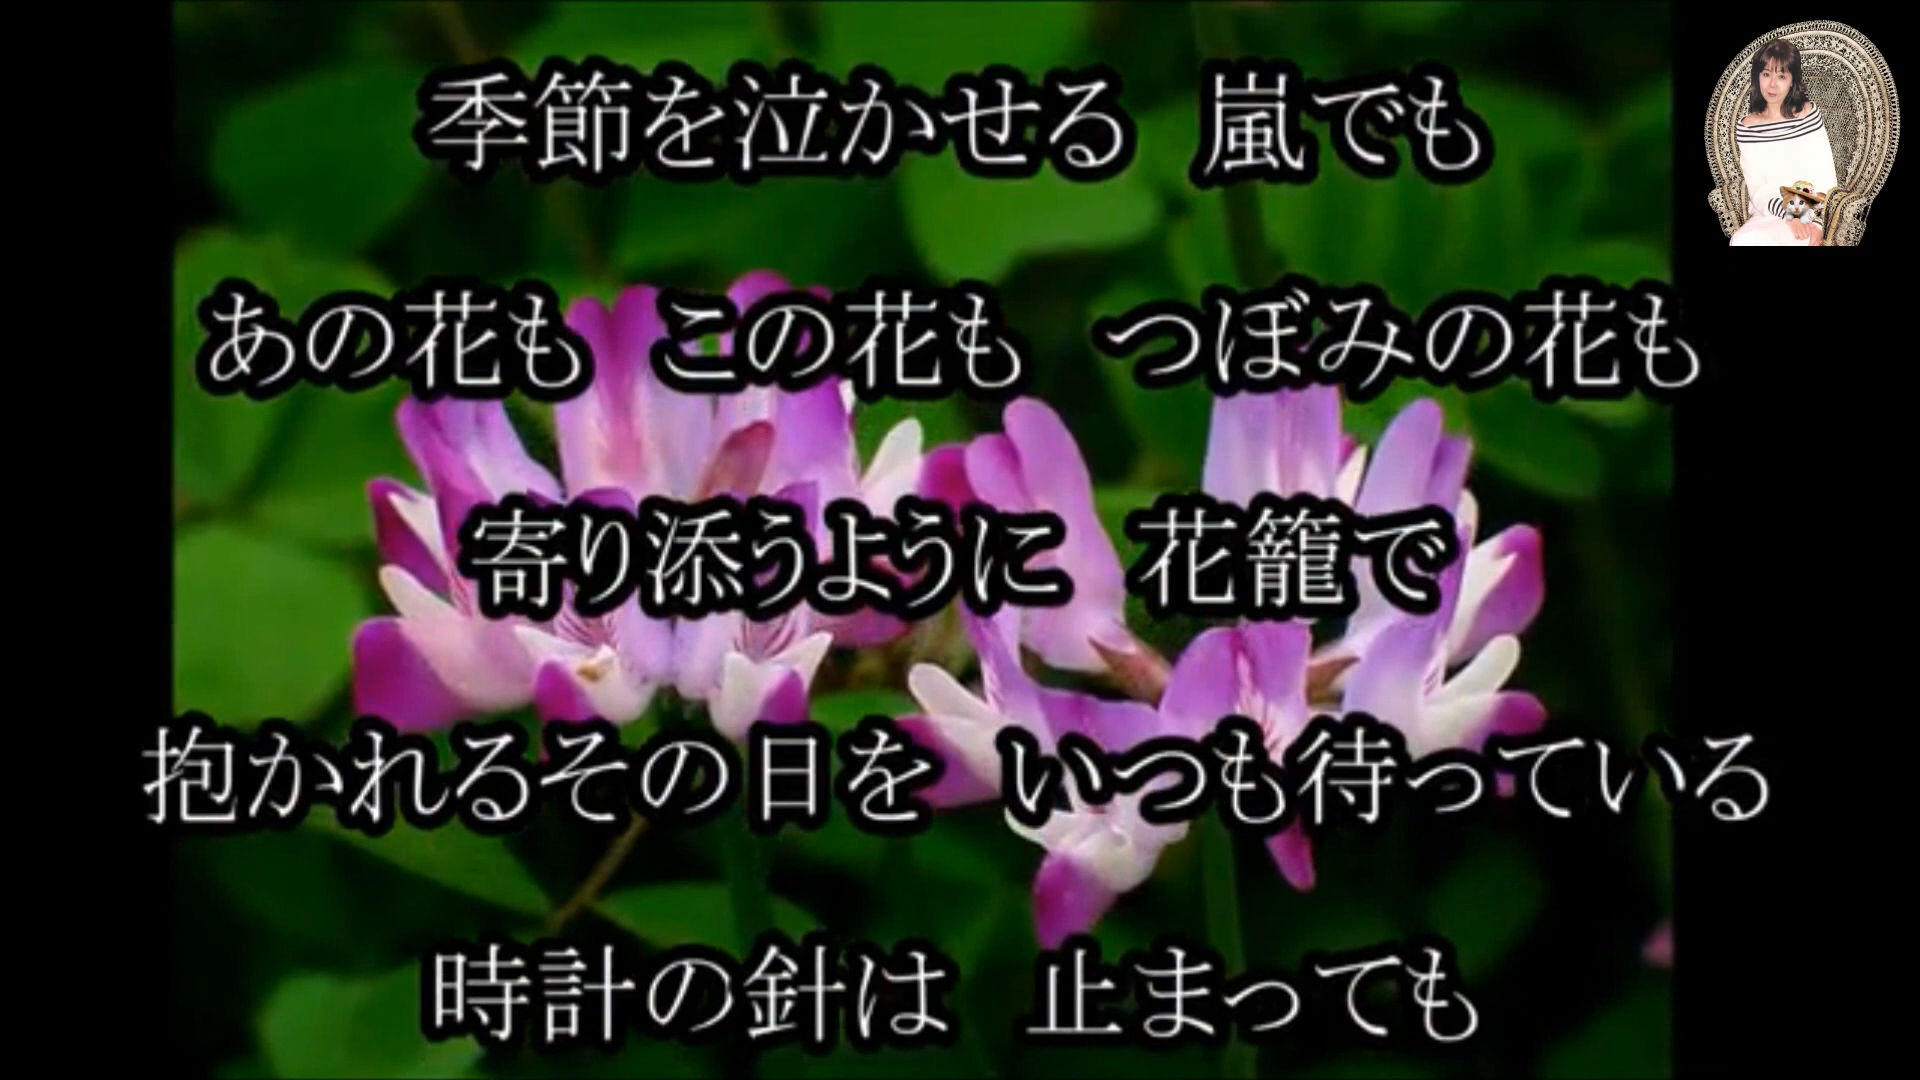 季節を泣かせる　嵐でも
あの花も　この花も　つぼみの花も
寄り添うように　花籠で
抱かれるその日を　いつも待っている
時計の針は　止まっても